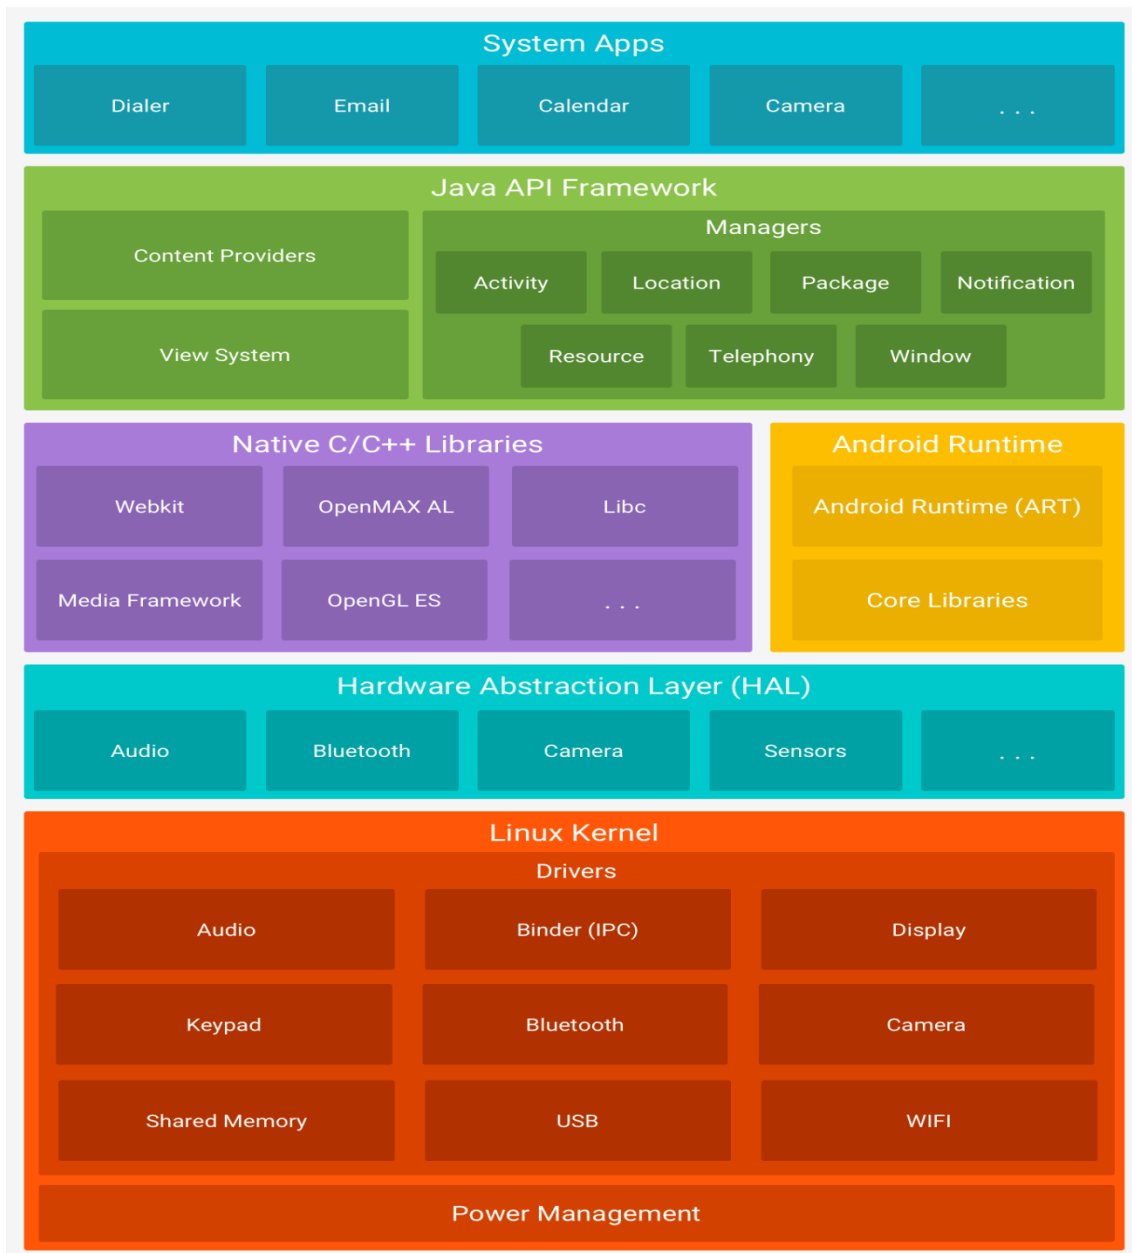 System Apps
Dialer
Email
Calendar
Camera
. . .
Java API Framework
Content Providers
View System
Managers
Activity
Location
Package
Notification
Resource
Telephony
Window
Native C/C++ Libraries
Webkit
OpenMAX AL
Libc
Media Framework
OpenGL ES
. . .
Android Runtime
Android Runtime (ART)
Core Libraries
Hardware Abstraction Layer (HAL)
Audio
Bluetooth
Camera
Sensors
. . .
Linux Kernel
Drivers
Audio
Binder (IPC)
Display
Keypad
Bluetooth
Camera
Shared Memory
USB
WIFI
Power Management